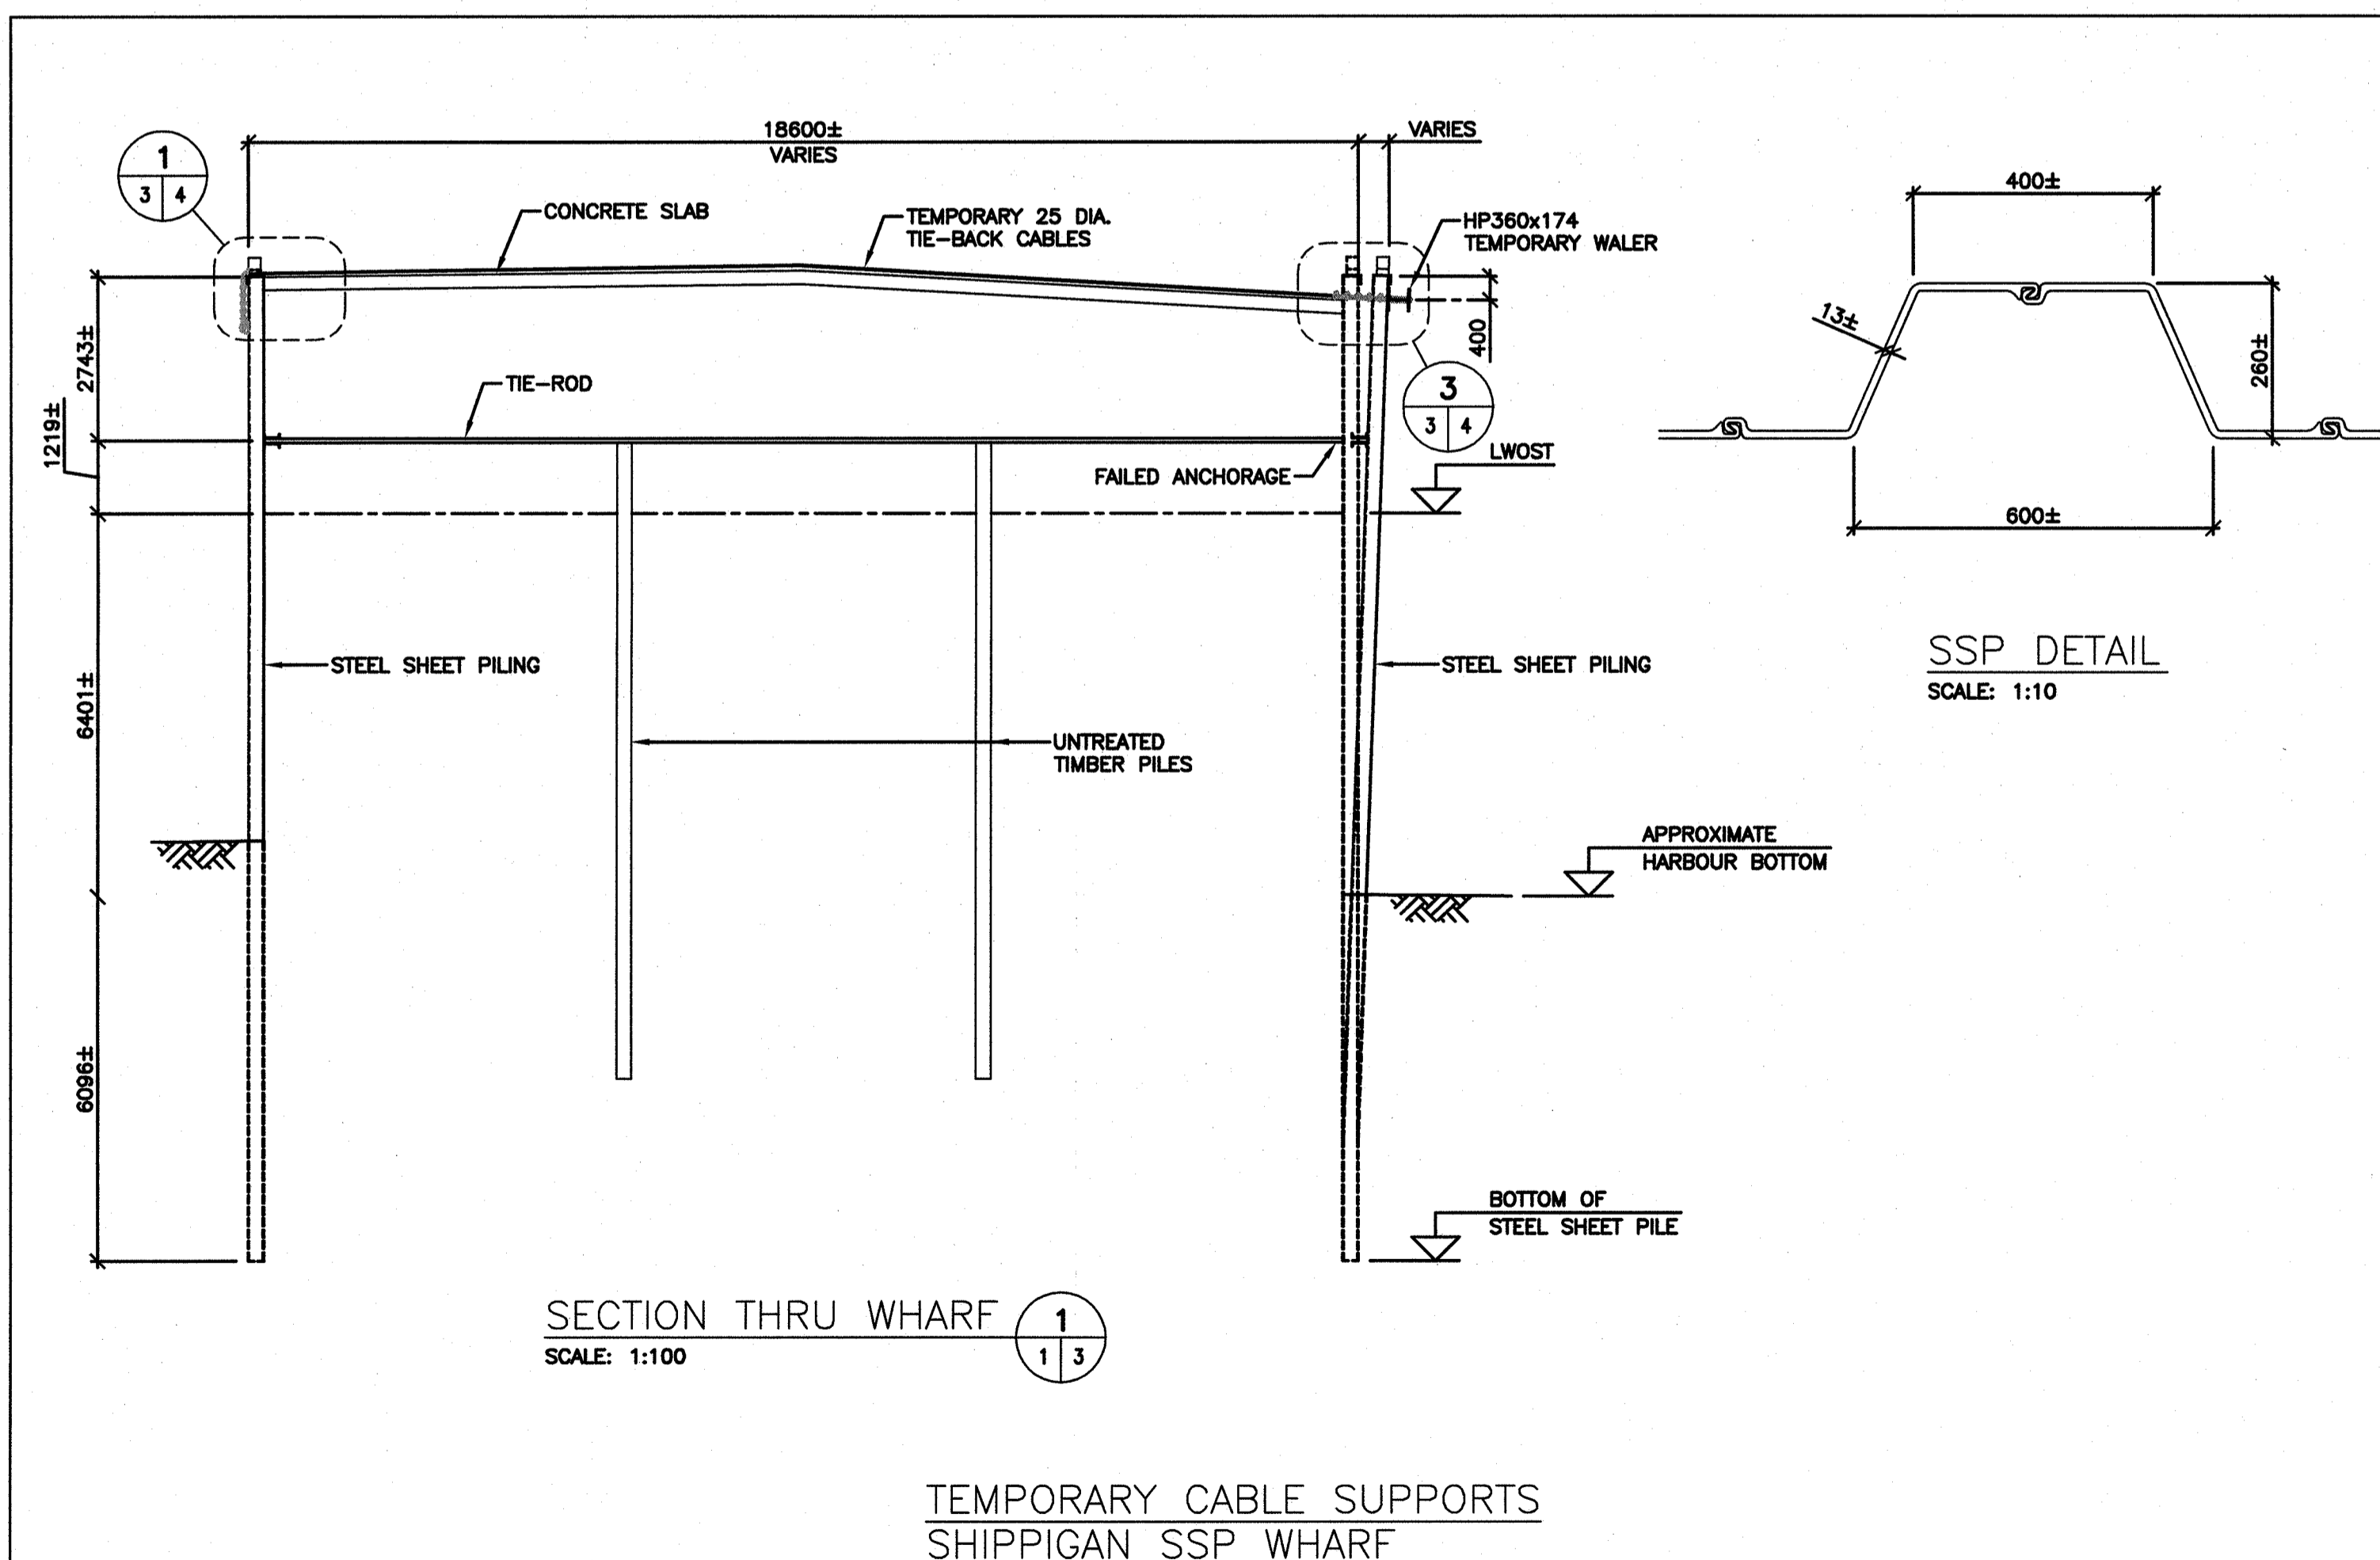 18600±
VARIES
VARIES
1
3 4
CONCRETE SLAB
TEMPORARY 25 DIA.
TIE-BACK CABLES
HP360x174
TEMPORARY WALER
400±
13±
260±
600±
2743±
400
1219±
TIE-ROD
3
3 4
FAILED ANCHORAGE
LWOST
6401±
STEEL SHEET PILING
STEEL SHEET PILING
SSP DETAIL
SCALE: 1:10
UNTREATED
TIMBER PILES
APPROXIMATE
HARBOUR BOTTOM
6096±
BOTTOM OF
STEEL SHEET PILE
SECTION THRU WHARF
SCALE: 1:100
1
1 3
TEMPORARY CABLE SUPPORTS
SHIPPIGAN SSP WHARF